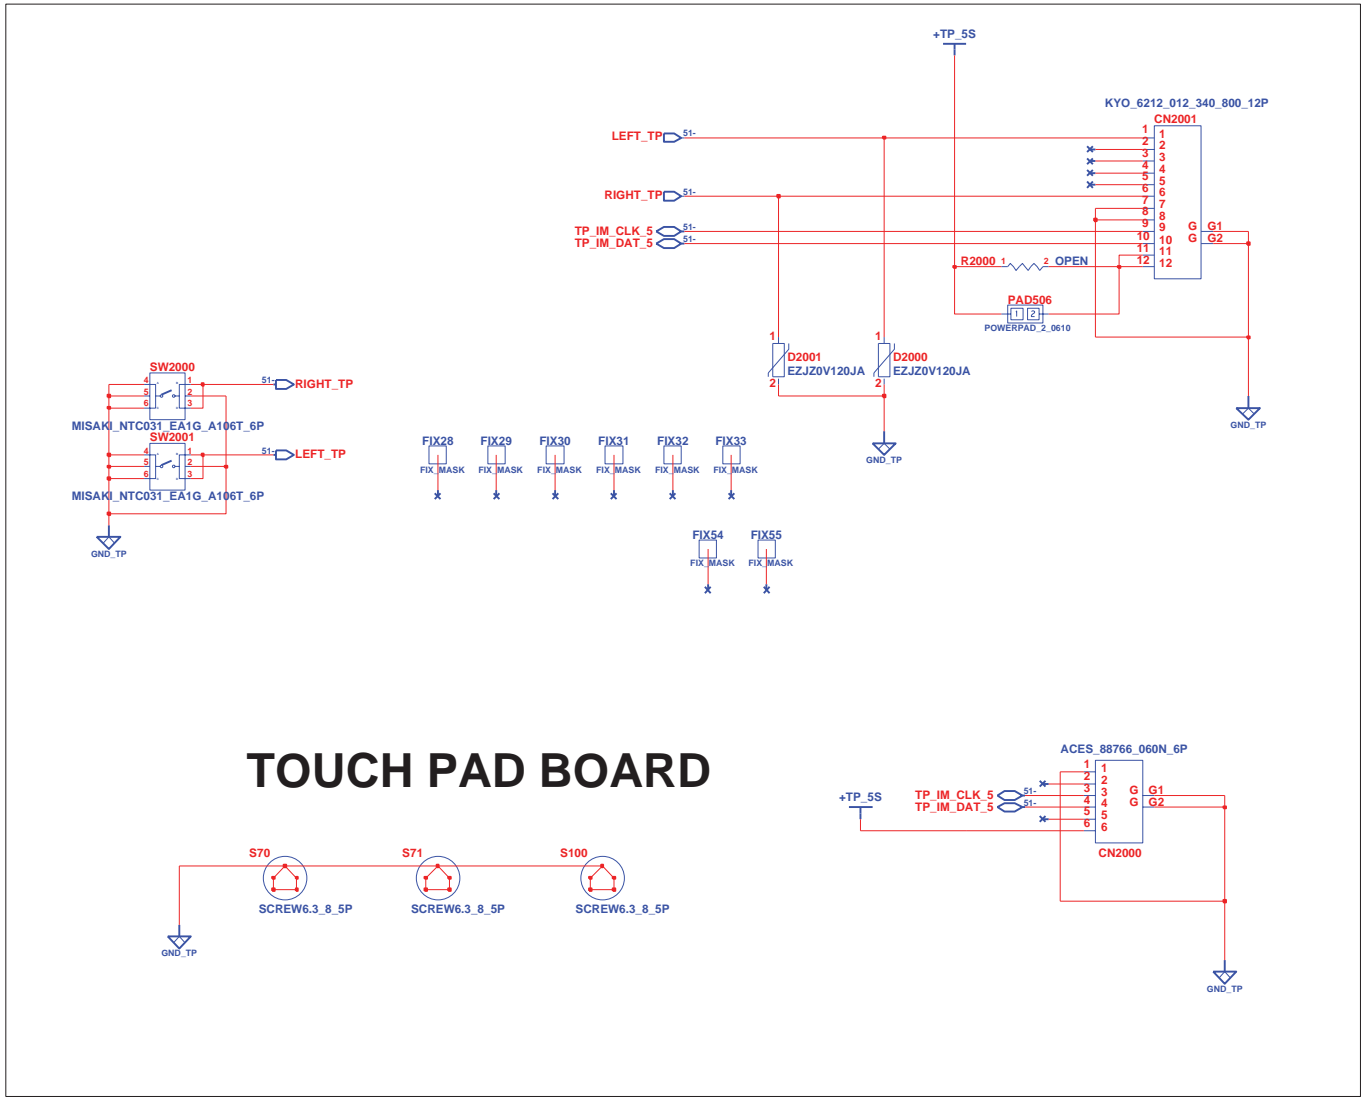 +TP_5S
KYO_6212_012_340_800_12P
CN2001
LEFT_TP 51-
RIGHT_TP 51-
TP_IM_CLK_5 51-
TP_IM_DAT_5 51-
1 1
2 2
3 3
4 4
5 5
6 6
7 7
8 8
9 9 G G1
10 10 G G2
11 11
12 12
R2000 1 2 OPEN
PAD506
1 2
POWERPAD_2_0610
GND_TP
1 D2001
EZJZ0V120JA
2
1 D2000
EZJZ0V120JA
2
GND_TP
SW2000
4 1 51- RIGHT_TP
5 2
6 3
MISAKI_NTC031_EA1G_A106T_6P
SW2001
4 1 51- LEFT_TP
5 2
6 3
MISAKI_NTC031_EA1G_A106T_6P
GND_TP
FIX28 FIX29 FIX30 FIX31 FIX32 FIX33
FIX_MASK FIX_MASK FIX_MASK FIX_MASK FIX_MASK FIX_MASK
FIX54 FIX55
FIX_MASK FIX_MASK
TOUCH PAD BOARD
S70 S71 S100
SCREW6.3_8_5P SCREW6.3_8_5P SCREW6.3_8_5P
GND_TP
ACES_88766_060N_6P
+TP_5S
TP_IM_CLK_5 51-
TP_IM_DAT_5 51-
1 1
2 2
3 3 G G1
4 4 G G2
5 5
6 6
CN2000
GND_TP